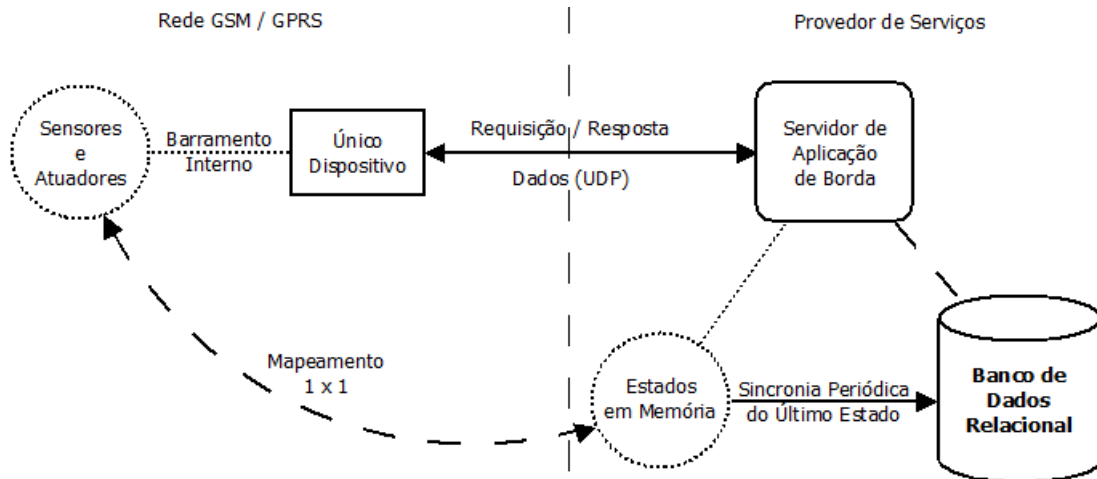 Rede GSM / GPRS
Provedor de Serviços
Sensores
e
Atuadores
Barramento
Interno
Único
Dispositivo
Requisição / Resposta
Dados (UDP)
Servidor de
Aplicação
de Borda
Mapeamento
1 x 1
Estados
em Memória
Sincronia Periódica
do Último Estado
Banco de
Dados
Relacional